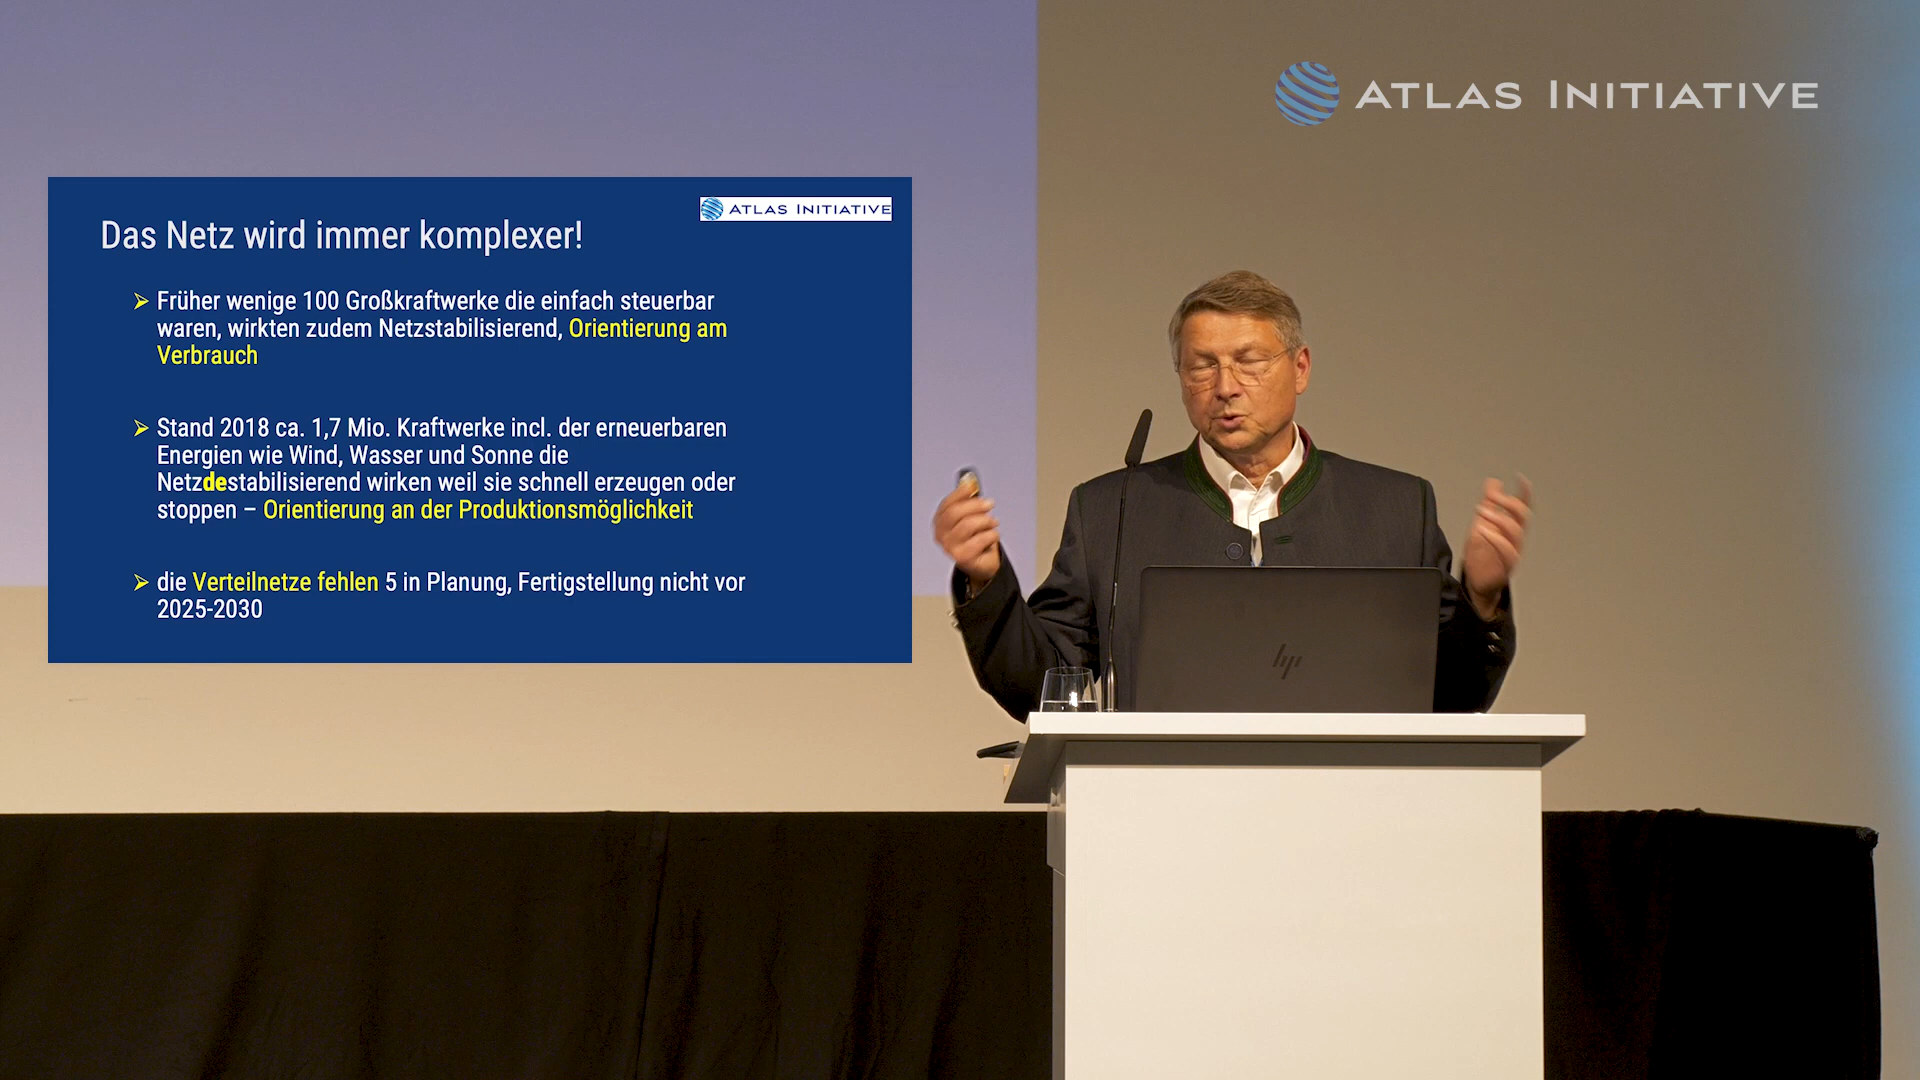 ATLAS INITIATIVE
ATLAS INITIATIVE
Das Netz wird immer komplexer!
Früher wenige 100 Großkraftwerke die einfach steuerbar
waren, wirkten zudem Netzstabilisierend, Orientierung am
Verbrauch
Stand 2018 ca. 1,7 Mio. Kraftwerke incl. der erneuerbaren
Energien wie Wind, Wasser und Sonne die
Netzdestabilisierend wirken weil sie schnell erzeugen oder
stoppen – Orientierung an der Produktionsmöglichkeit
die Verteilnetze fehlen 5 in Planung, Fertigstellung nicht vor
2025-2030
hp